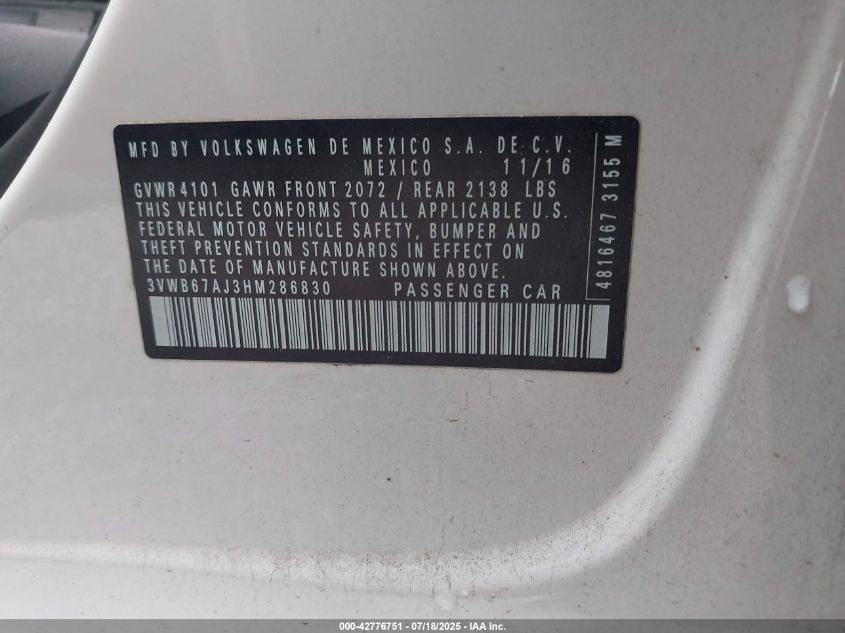 MFD BY VOLKSWAGEN DE MEXICO S.A. DE C.V.
MEXICO 11/16
GVWR 4101 GAWR FRONT 2072 / REAR 2138 LBS
THIS VEHICLE CONFORMS TO ALL APPLICABLE U.S.
FEDERAL MOTOR VEHICLE SAFETY, BUMPER AND
THEFT PREVENTION STANDARDS IN EFFECT ON
THE DATE OF MANUFACTURE SHOWN ABOVE.
3VWB67AJ3HM286830 PASSENGER CAR
4816467 3155 M
000-42776751 - 07/18/2025 - IAA Inc.